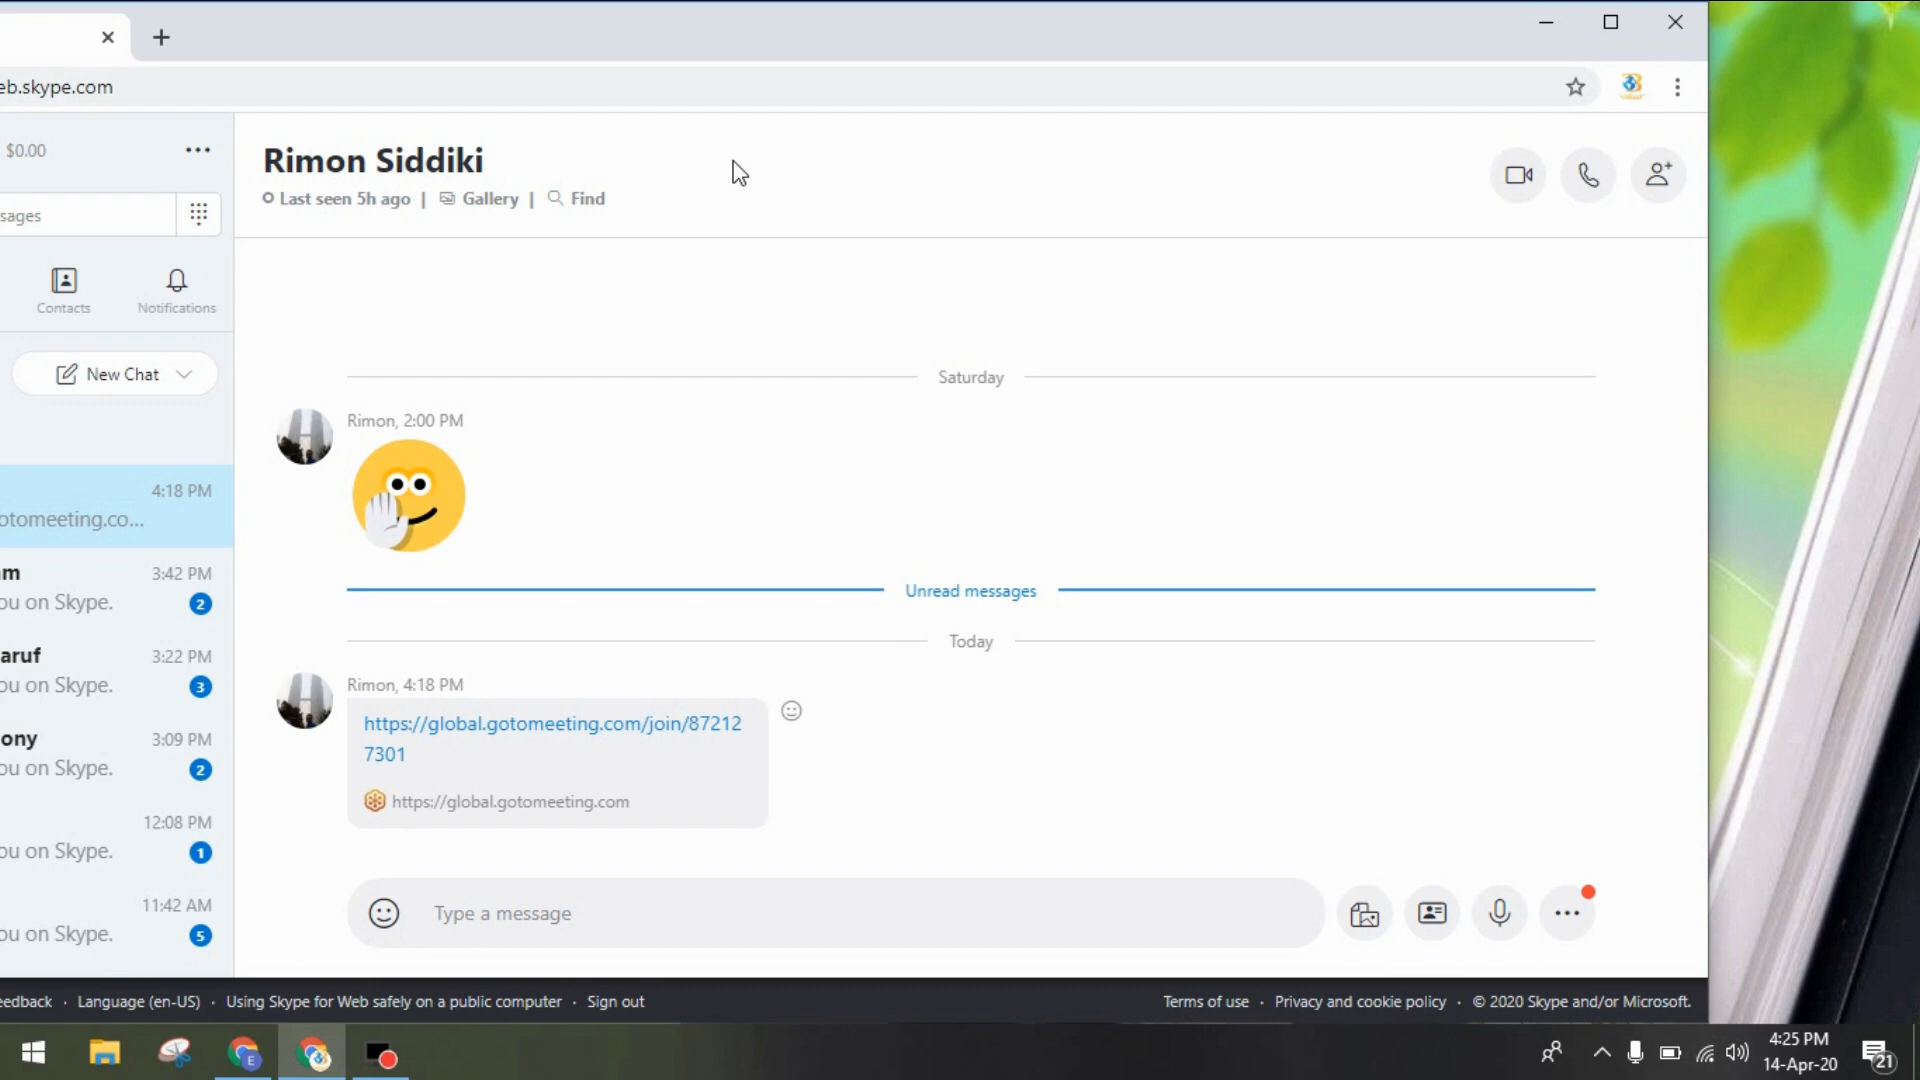 eb.skype.com
$0.00
sages
Contacts
Notifications
New Chat
4:18 PM
otomeeting.co...
m
3:42 PM
ou on Skype.
2
aruf
3:22 PM
ou on Skype.
3
ony
3:09 PM
ou on Skype.
2
12:08 PM
ou on Skype.
1
11:42 AM
ou on Skype.
5
Rimon Siddiki
Last seen 5h ago | Gallery | Find
Saturday
Rimon, 2:00 PM
Unread messages
Today
Rimon, 4:18 PM
https://global.gotomeeting.com/join/87212
7301
https://global.gotomeeting.com
Type a message
eedback · Language (en-US) · Using Skype for Web safely on a public computer · Sign out
Terms of use · Privacy and cookie policy · © 2020 Skype and/or Microsoft.
E
4:25 PM
14-Apr-20
21